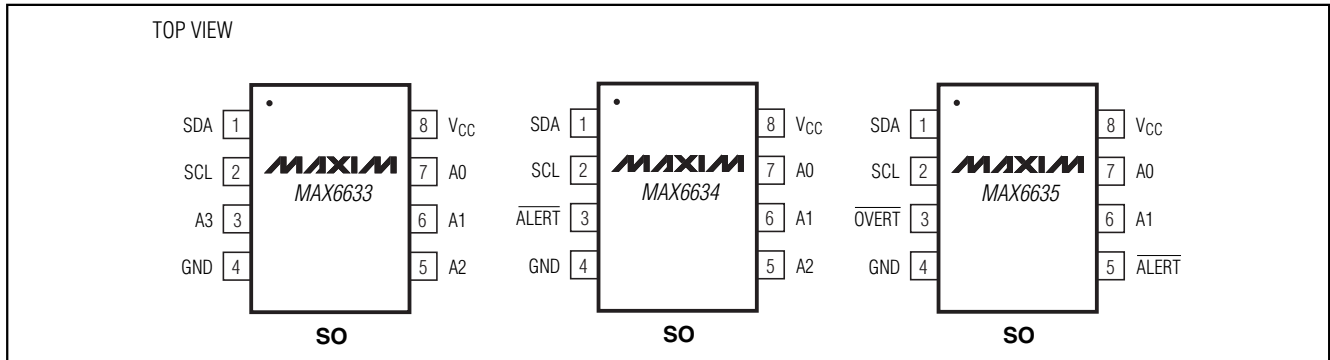 TOP VIEW
SDA 1 8 VCC SDA 1 8 VCC SDA 1 8 VCC
SCL 2 MAXIM 7 A0 SCL 2 MAXIM 7 A0 SCL 2 MAXIM 7 A0
MAX6633 MAX6634 MAX6635
A3 3 6 A1 ALERT 3 6 A1 OVERT 3 6 A1
GND 4 5 A2 GND 4 5 A2 GND 4 5 ALERT
SO SO SO